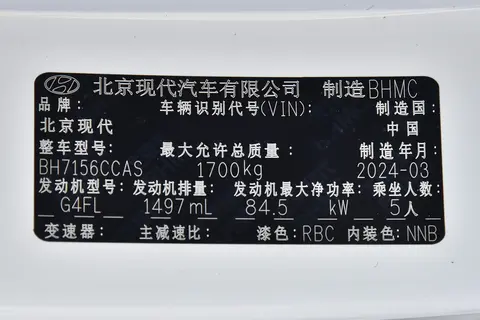 北京现代汽车有限公司 制造BHMC
品牌: 车辆识别代号(VIN): 制造国:
北京现代 中国
整车型号: 最大允许总质量: 制造年月:
BH7156CCAS 1700kg 2024-03
发动机型号: 发动机排量: 发动机最大净功率: 乘坐人数:
G4FL 1497mL 84.5 kW 5人
变速器: 主减速比: 漆色:RBC 内装色:NNB